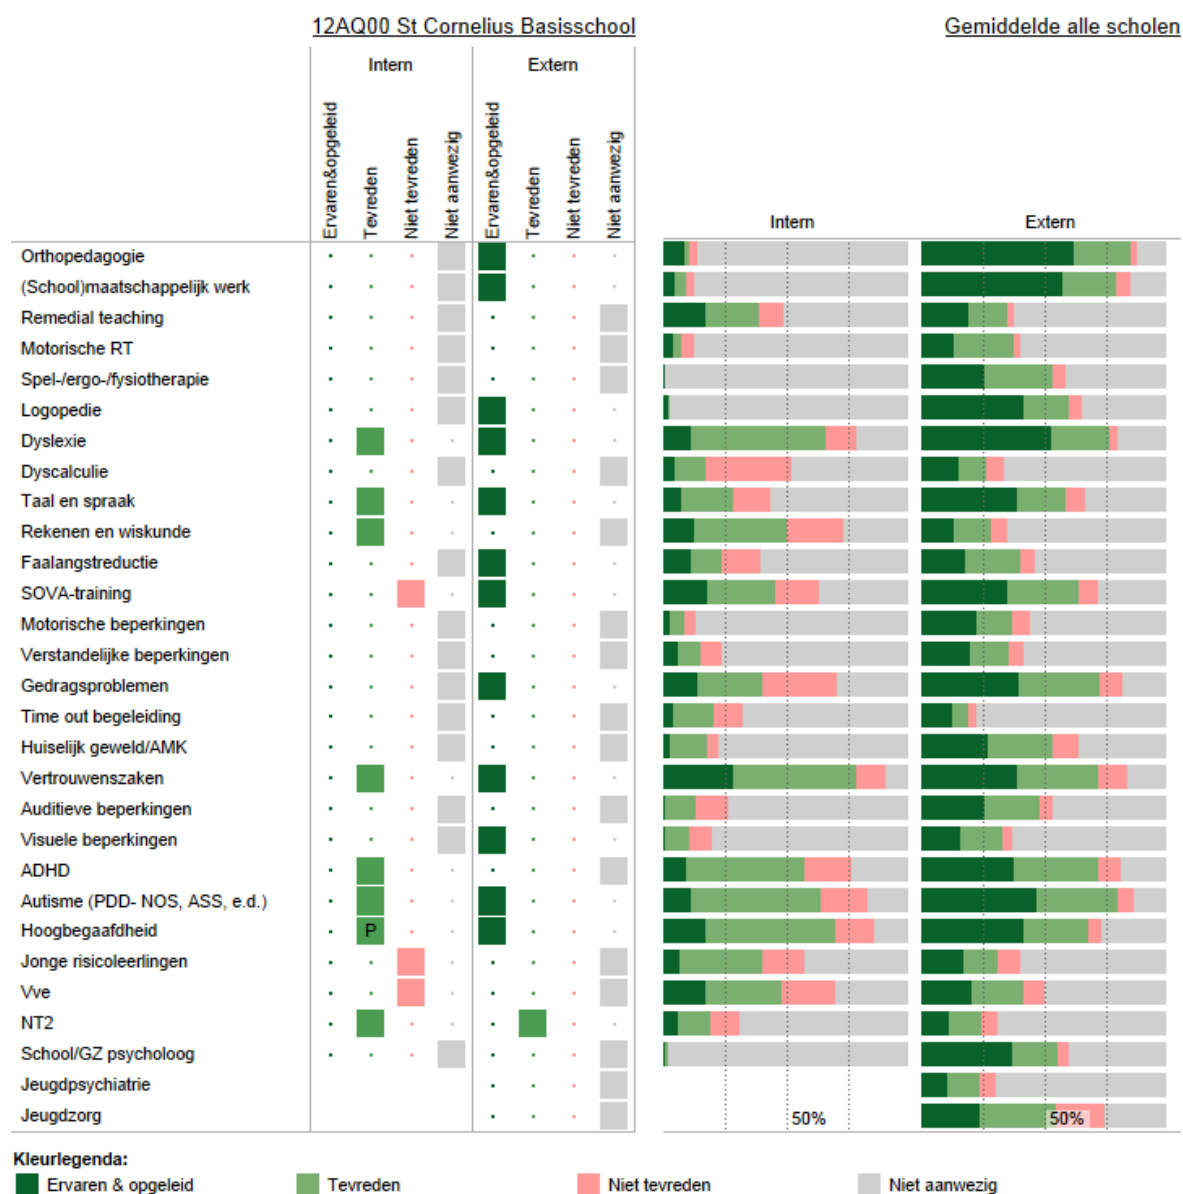 12AQ00 St Cornelius Basisschool
Gemiddelde alle scholen
Intern
Extern
Ervaren&opgeleid
Tevreden
Niet tevreden
Niet aanwezig
Ervaren&opgeleid
Tevreden
Niet tevreden
Niet aanwezig
Intern
Extern
Orthopedagogie
(School)maatschappelijk werk
Remedial teaching
Motorische RT
Spel-/ergo-/fysiotherapie
Logopedie
Dyslexie
Dyscalculie
Taal en spraak
Rekenen en wiskunde
Faalangstreductie
SOVA-training
Motorische beperkingen
Verstandelijke beperkingen
Gedragsproblemen
Time out begeleiding
Huiselijk geweld/AMK
Vertrouwenszaken
Auditieve beperkingen
Visuele beperkingen
ADHD
Autisme (PDD- NOS, ASS, e.d.)
Hoogbegaafdheid
P
Jonge risicoleerlingen
Vve
NT2
School/GZ psycholoog
Jeugdpsychiatrie
Jeugdzorg
50%
50%
Kleurlegenda:
Ervaren & opgeleid
Tevreden
Niet tevreden
Niet aanwezig